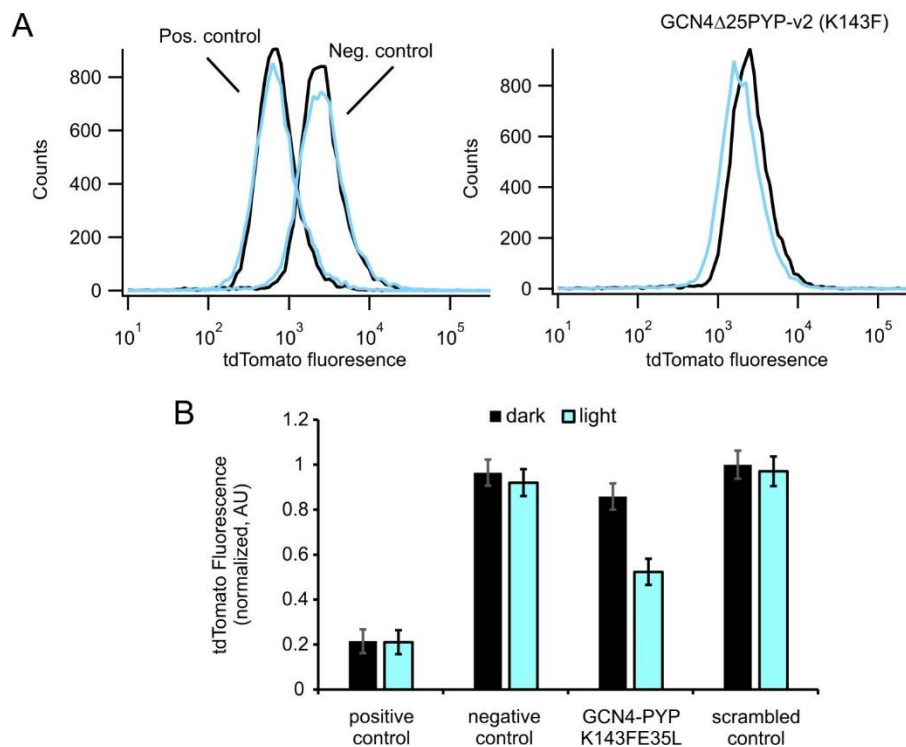 A
GCN4Δ25PYP-v2 (K143F)
Pos. control
Neg. control
800
600
400
200
0
Counts
10¹ 10² 10³ 10⁴ 10⁵
tdTomato fluoresence
800
600
400
200
0
Counts
10¹ 10² 10³ 10⁴ 10⁵
tdTomato fluoresence
B
dark light
1.2
1
0.8
0.6
0.4
0.2
0
tdTomato Fluorescence
(normalized, AU)
positive
control
negative
control
GCN4-PYP
K143FE35L
scrambled
control